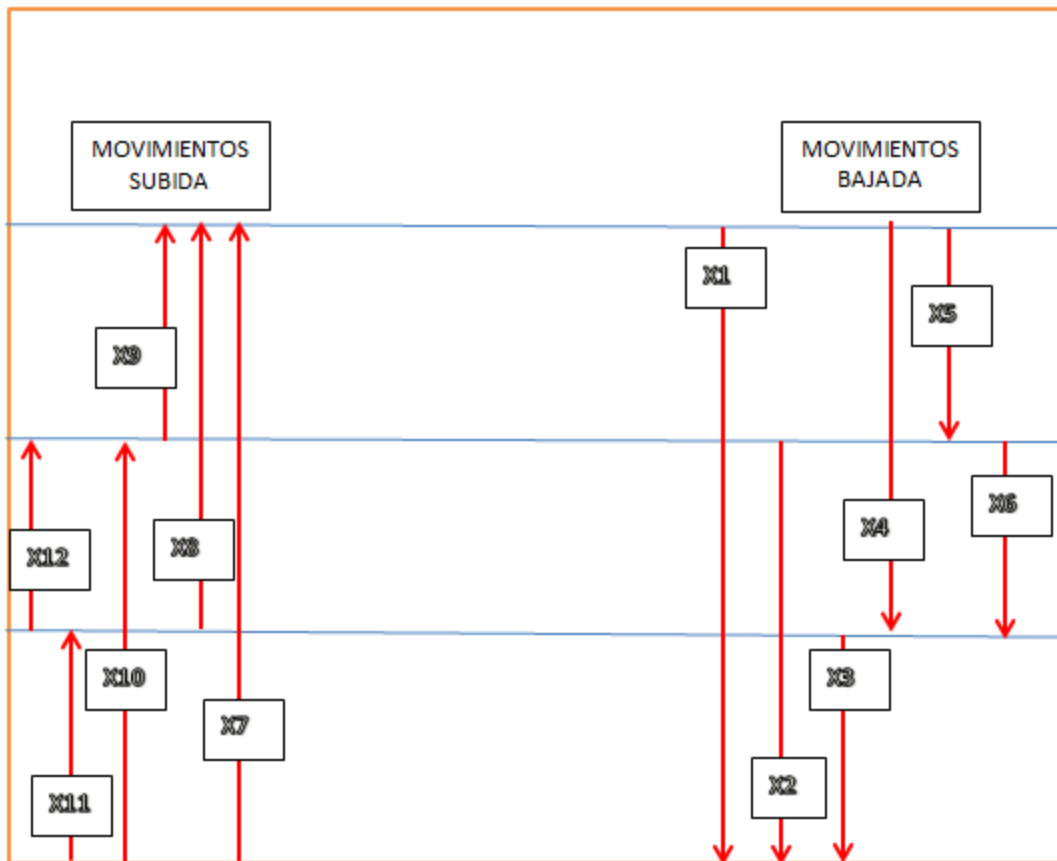 MOVIMIENTOS
SUBIDA
MOVIMIENTOS
BAJADA
X1
X5
X9
X4
X6
X12
X8
X10
X3
X7
X2
X11